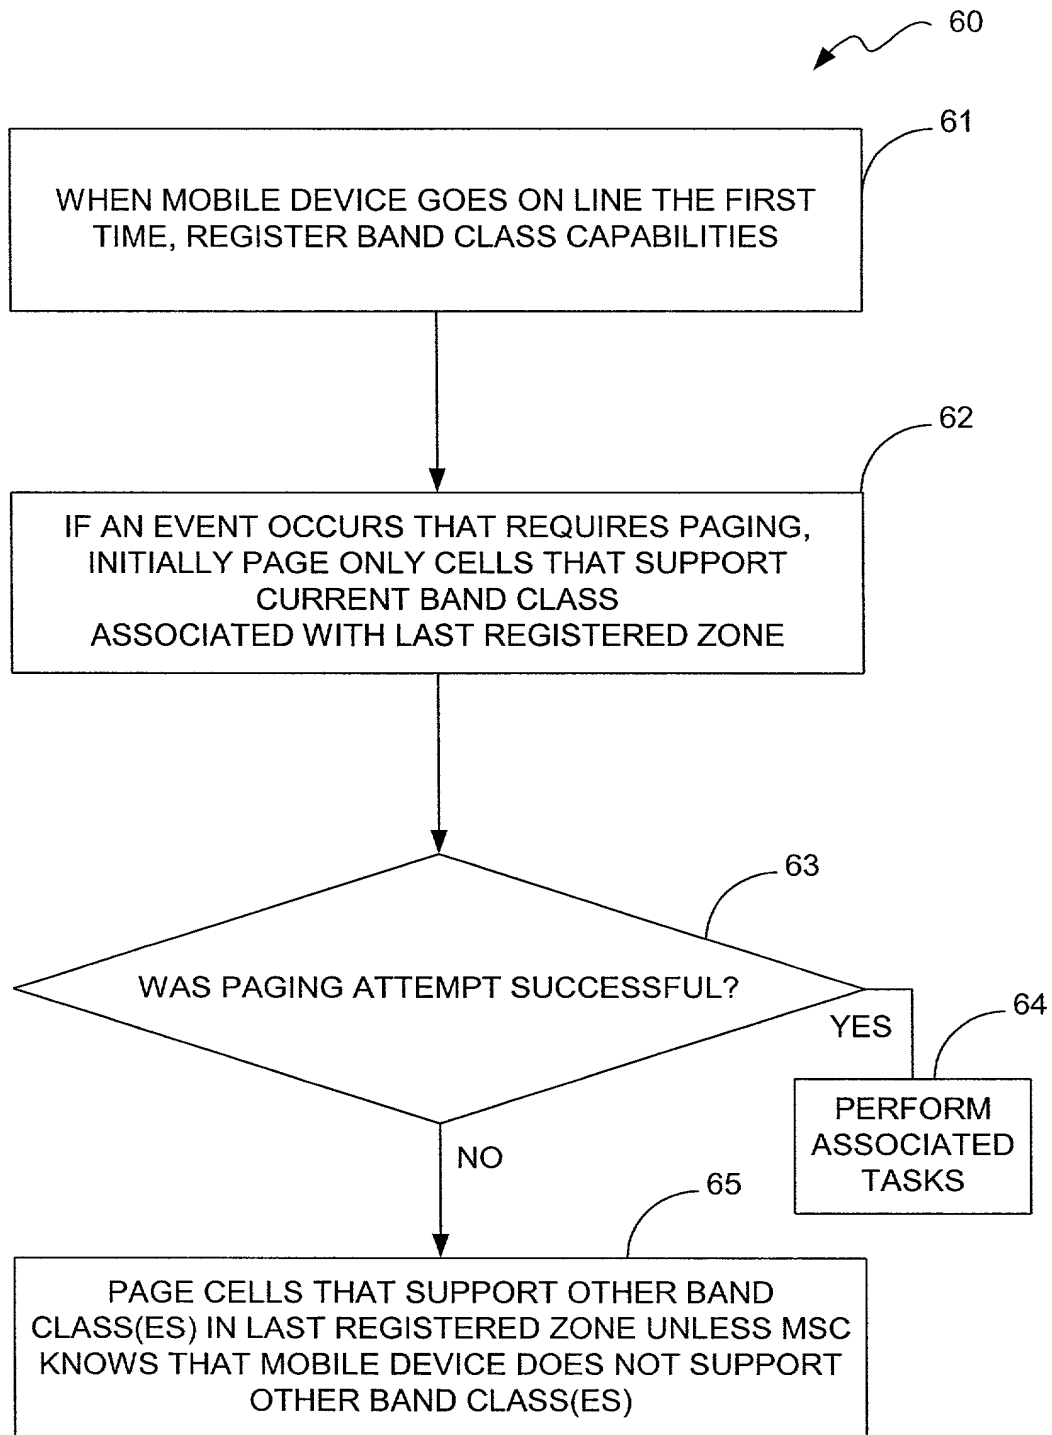 60
61
WHEN MOBILE DEVICE GOES ON LINE THE FIRST
TIME, REGISTER BAND CLASS CAPABILITIES
62
IF AN EVENT OCCURS THAT REQUIRES PAGING,
INITIALLY PAGE ONLY CELLS THAT SUPPORT
CURRENT BAND CLASS
ASSOCIATED WITH LAST REGISTERED ZONE
63
WAS PAGING ATTEMPT SUCCESSFUL?
YES
64
PERFORM
ASSOCIATED
TASKS
NO
65
PAGE CELLS THAT SUPPORT OTHER BAND
CLASS(ES) IN LAST REGISTERED ZONE UNLESS MSC
KNOWS THAT MOBILE DEVICE DOES NOT SUPPORT
OTHER BAND CLASS(ES)